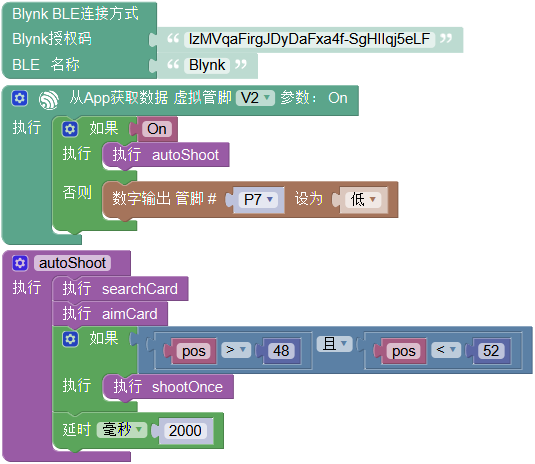 Blynk BLE连接方式
Blynk授权码 “ IzMVqaFirgJDyDaFxa4f-SgHIIqj5eLF ”
BLE 名称 “ Blynk ”
从App获取数据 虚拟管脚 V2 参数： On
执行 如果 On
执行 执行 autoShoot
否则 数字输出 管脚 # P7 设为 低
autoShoot
执行 执行 searchCard
执行 aimCard
如果 pos > 48 且 pos < 52
执行 执行 shootOnce
延时 毫秒 2000